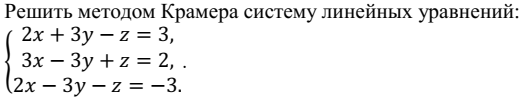 Решить методом Крамера систему линейных уравнений:
2x + 3y − z = 3,
3x − 3y + z = 2, .
2x − 3y − z = −3.